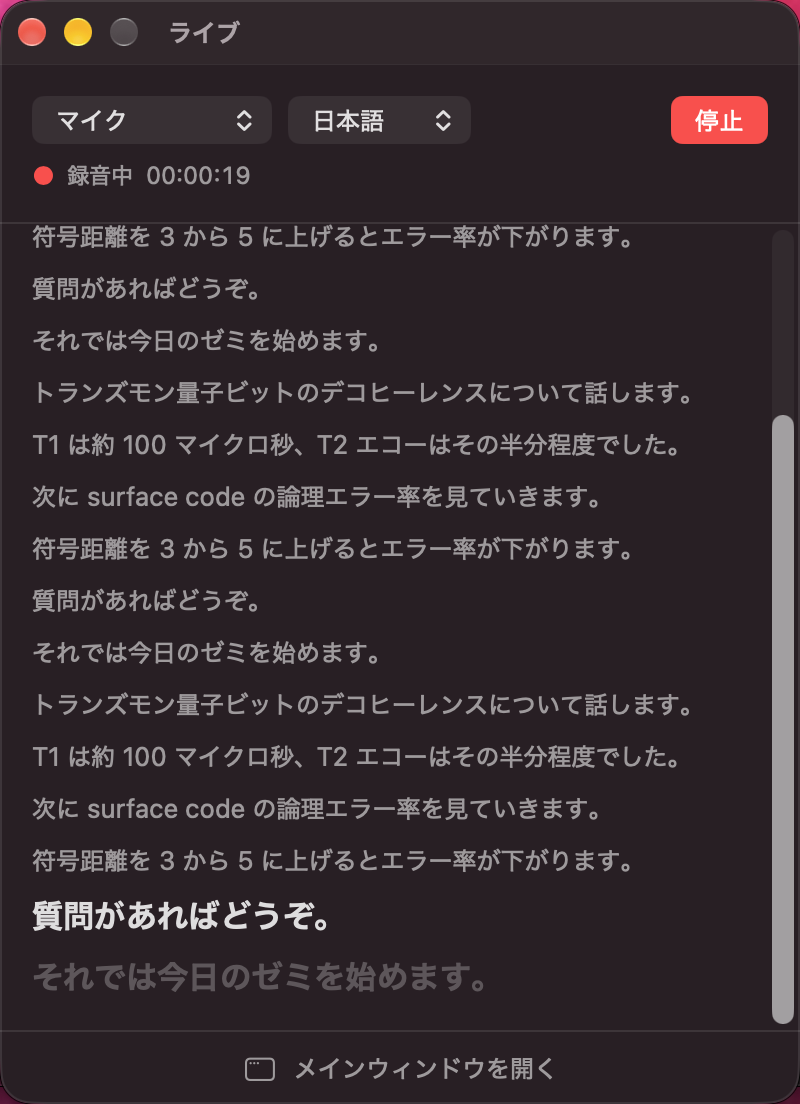 ライブ
マイク
日本語
停止
録音中 00:00:19
符号距離を 3 から 5 に上げるとエラー率が下がります。
質問があればどうぞ。
それでは今日のゼミを始めます。
トランズモン量子ビットのデコヒーレンスについて話します。
T1 は約 100 マイクロ秒、T2 エコーはその半分程度でした。
次に surface code の論理エラー率を見ていきます。
符号距離を 3 から 5 に上げるとエラー率が下がります。
質問があればどうぞ。
それでは今日のゼミを始めます。
トランズモン量子ビットのデコヒーレンスについて話します。
T1 は約 100 マイクロ秒、T2 エコーはその半分程度でした。
次に surface code の論理エラー率を見ていきます。
符号距離を 3 から 5 に上げるとエラー率が下がります。
質問があればどうぞ。
それでは今日のゼミを始めます。
メインウィンドウを開く